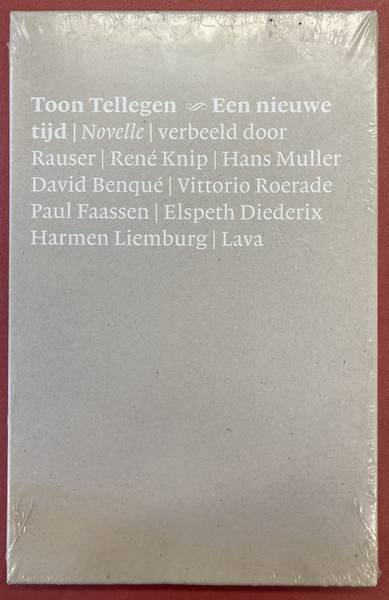 Toon Tellegen ~ Een nieuwe
tijd | Novelle | verbeeld door
Rauser | René Knip | Hans Muller
David Benqué | Vittorio Roerade
Paul Faassen | Elspeth Diederix
Harmen Liemburg | Lava